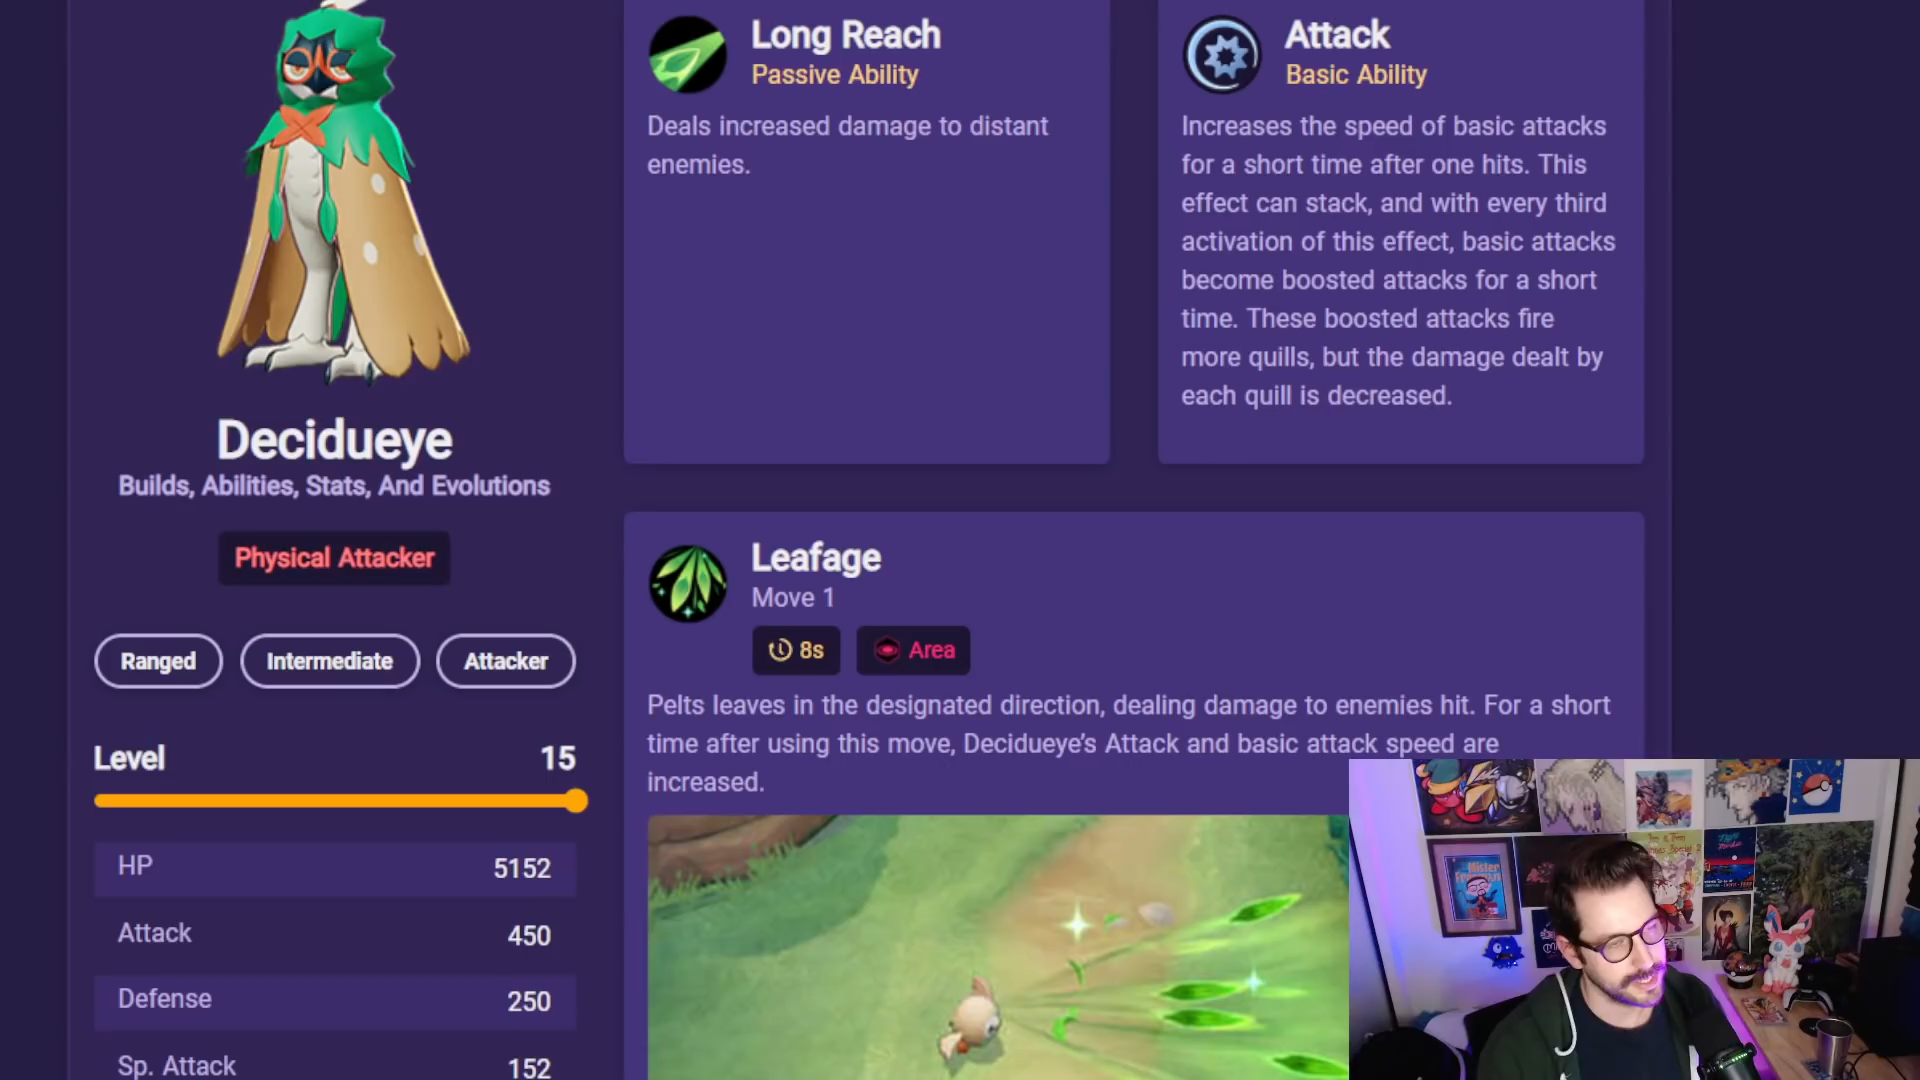 Decidueye
Builds, Abilities, Stats, And Evolutions
Physical Attacker
Ranged
Intermediate
Attacker
Level 15
HP 5152
Attack 450
Defense 250
Sp. Attack 152
Long Reach
Passive Ability
Deals increased damage to distant
enemies.
Attack
Basic Ability
Increases the speed of basic attacks
for a short time after one hits. This
effect can stack, and with every third
activation of this effect, basic attacks
become boosted attacks for a short
time. These boosted attacks fire
more quills, but the damage dealt by
each quill is decreased.
Leafage
Move 1
8s
Area
Pelts leaves in the designated direction, dealing damage to enemies hit. For a short
time after using this move, Decidueye’s Attack and basic attack speed are
increased.
Mister